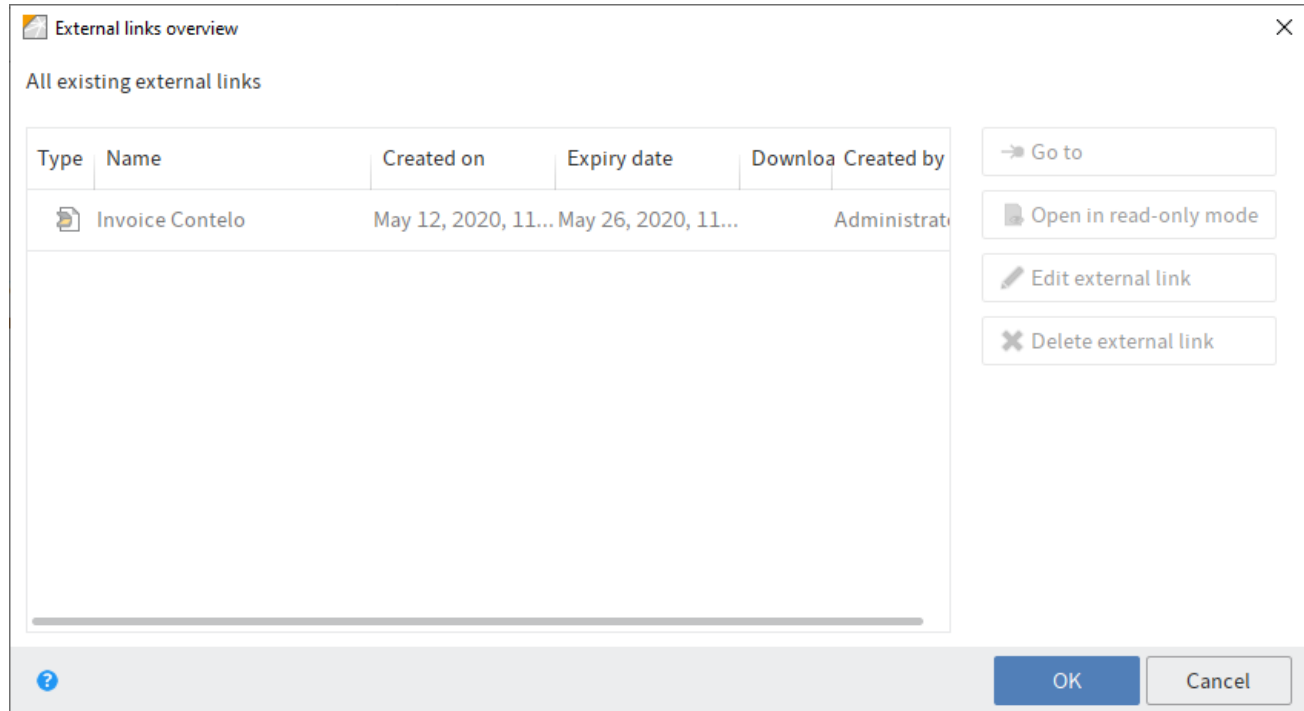 External links overview
All existing external links
Type Name Created on Expiry date Downloa Created by
Invoice Contelo May 12, 2020, 11... May 26, 2020, 11... Administrat
Go to
Open in read-only mode
Edit external link
Delete external link
? OK Cancel